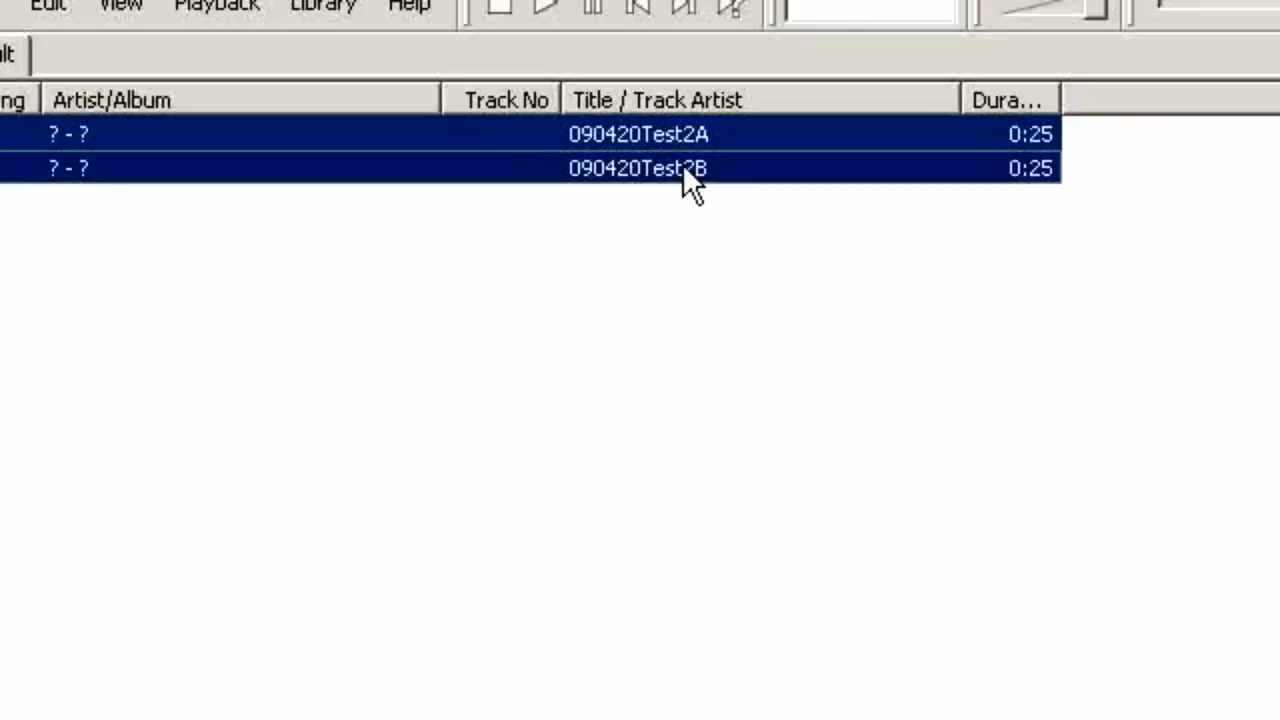 Edit View Playback Library Help
lt
ng Artist/Album Track No Title / Track Artist Dura...
? - ? 090420Test2A 0:25
? - ? 090420Test2B 0:25